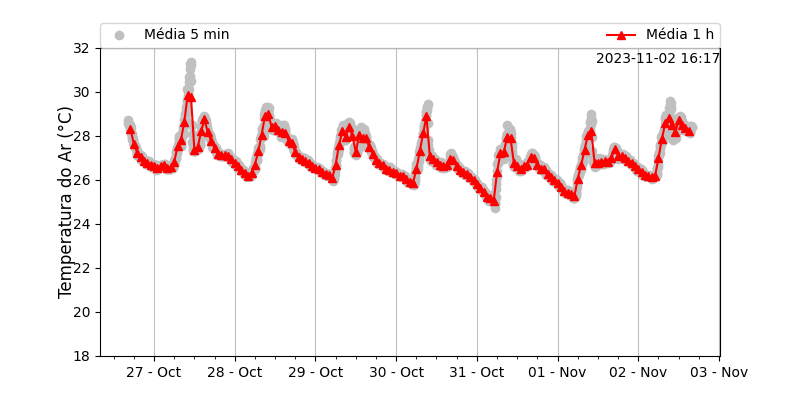 Média 5 min
Média 1 h
2023-11-02 16:17
Temperatura do Ar (°C)
32
30
28
26
24
22
20
18
27 - Oct
28 - Oct
29 - Oct
30 - Oct
31 - Oct
01 - Nov
02 - Nov
03 - Nov